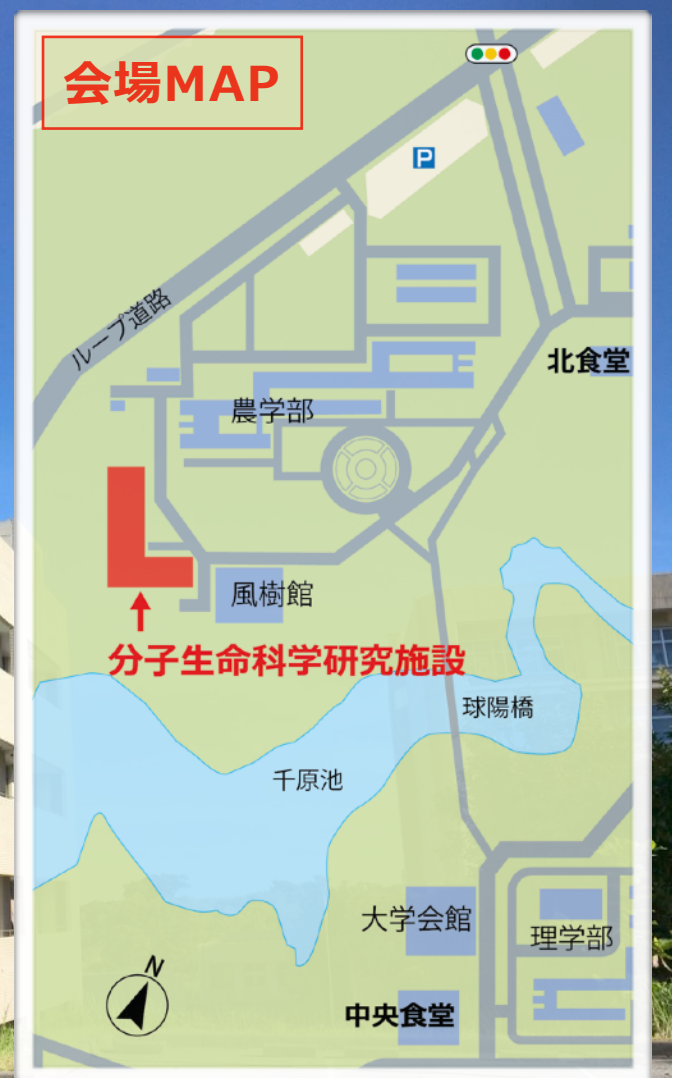 会場MAP
P
ループ道路
北食堂
農学部
風樹館
分子生命科学研究施設
球陽橋
千原池
大学会館
理学部
中央食堂
N